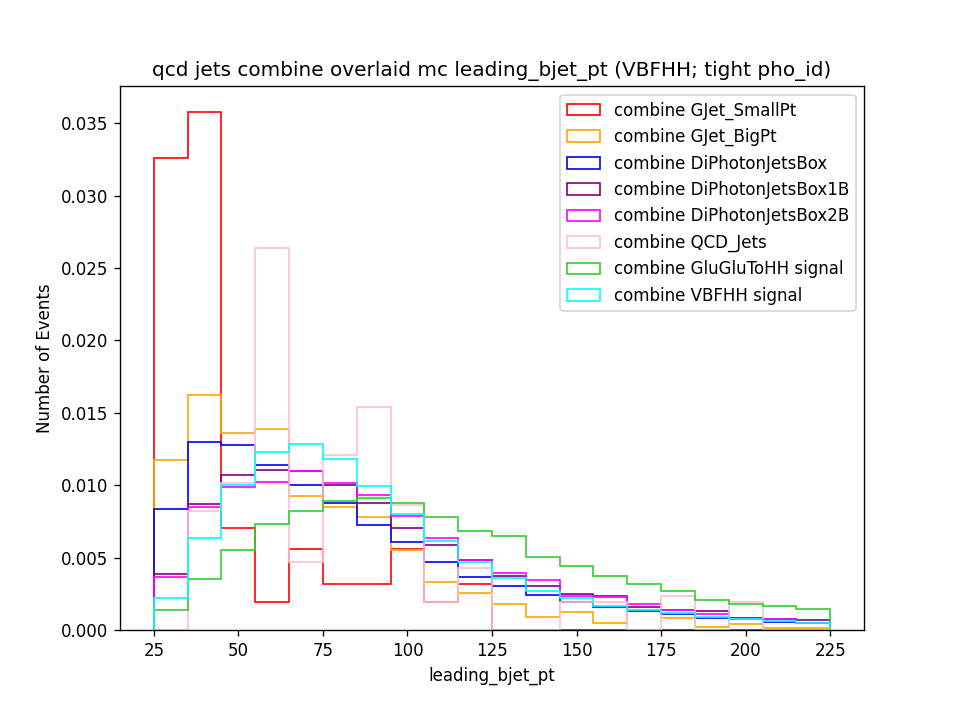 qcd jets combine overlaid mc leading_bjet_pt (VBFHH; tight pho_id)
combine GJet_SmallPt
combine GJet_BigPt
combine DiPhotonJetsBox
combine DiPhotonJetsBox1B
combine DiPhotonJetsBox2B
combine QCD_Jets
combine GluGluToHH signal
combine VBFHH signal
Number of Events
0.035
0.030
0.025
0.020
0.015
0.010
0.005
0.000
25 50 75 100 125 150 175 200 225
leading_bjet_pt